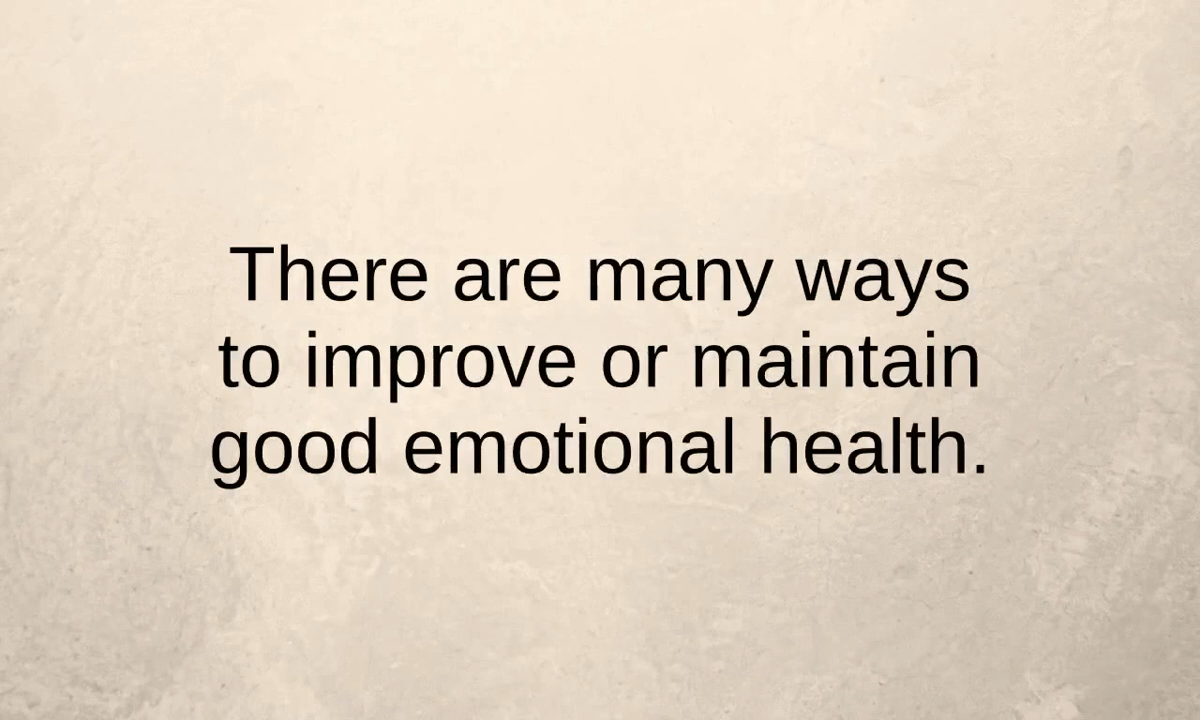 There are many ways
to improve or maintain
good emotional health.